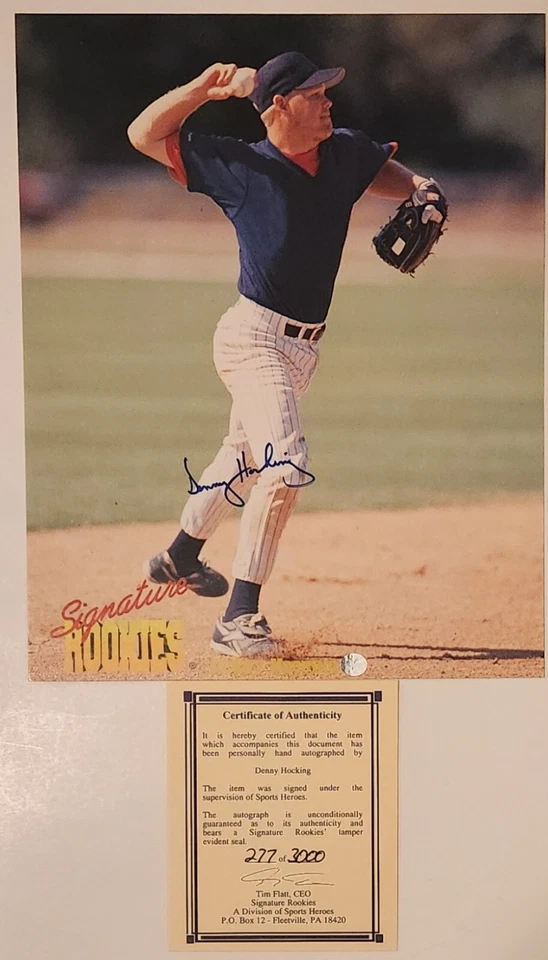 Denny Hocking
Signature
ROOKIES®
Certificate of Authenticity
It is hereby certified that the item
which accompanies this document has
been personally hand autographed by
Denny Hocking
The item was signed under the
supervision of Sports Heroes.
The autograph is unconditionally
guaranteed as to its authenticity and
bears a Signature Rookies' tamper
evident seal.
277 of 3000
Tim Flatt, CEO
Signature Rookies
A Division of Sports Heroes
P.O. Box 12 - Fleetville, PA 18420